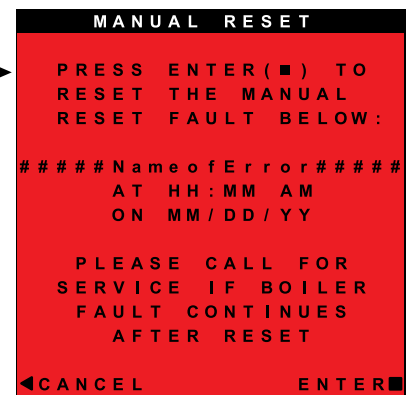 MANUAL RESET
PRESS ENTER(■) TO
RESET THE MANUAL
RESET FAULT BELOW:
#####NameofError#####
AT HH:MM AM
ON MM/DD/YY
PLEASE CALL FOR
SERVICE IF BOILER
FAULT CONTINUES
AFTER RESET
◀CANCEL ENTER■